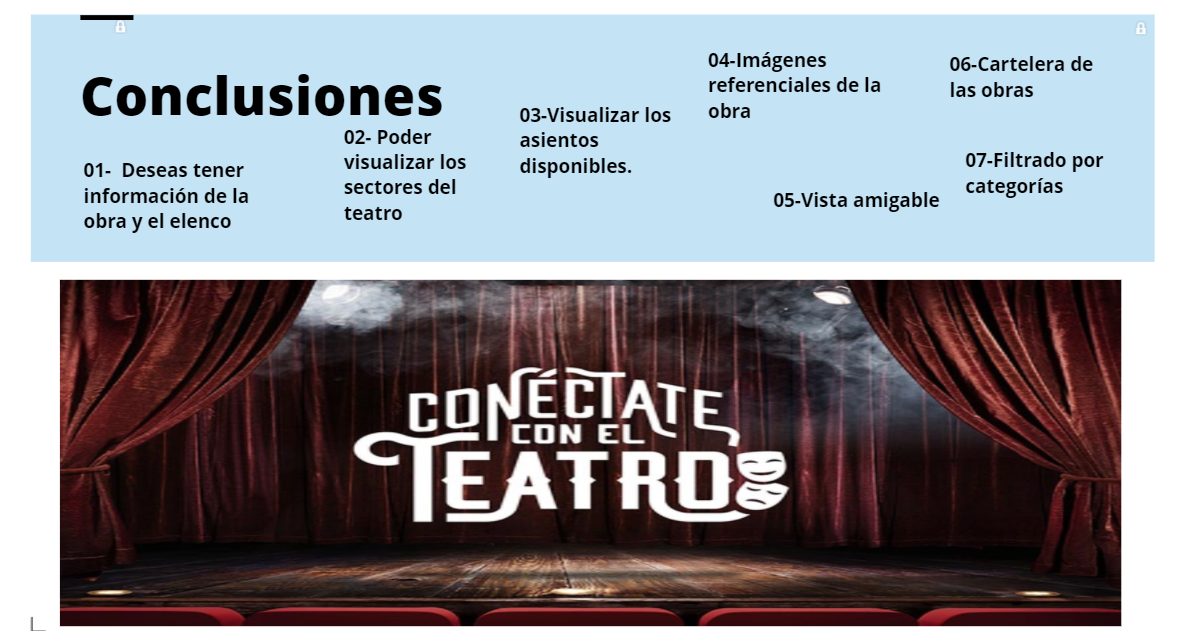 Conclusiones
01-  Deseas tener
información de la
obra y el elenco
02- Poder
visualizar los
sectores del
teatro
03-Visualizar los
asientos
disponibles.
04-Imágenes
referenciales de la
obra
05-Vista amigable
06-Cartelera de
las obras
07-Filtrado por
categorías
CONÉCTATE
CON EL
TEATRO